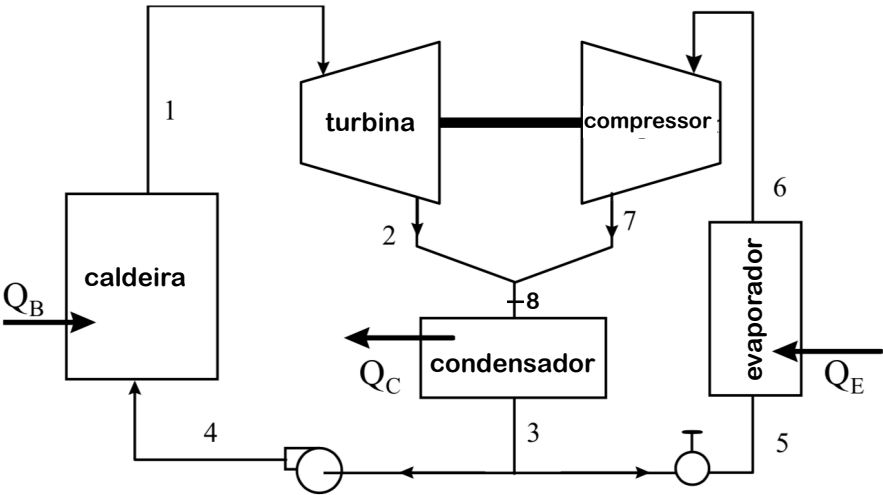 1
turbina
compressor
2
7
6
caldeira
Q_B
8
evaporador
condensador
Q_C
Q_E
4
3
5